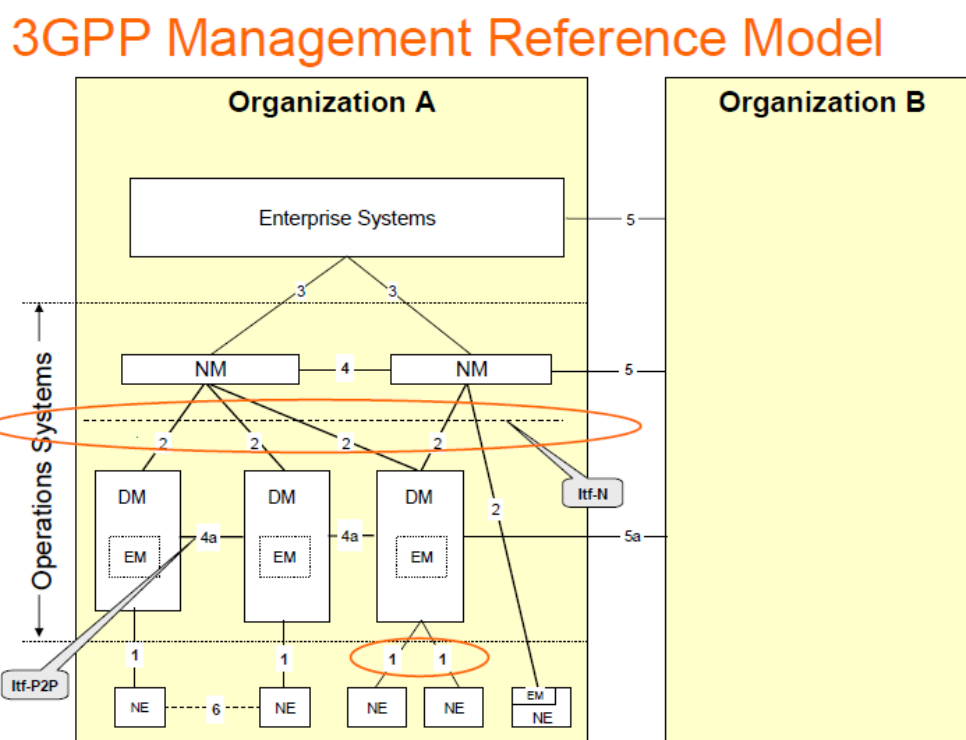 3GPP Management Reference Model
Organization A
Organization B
Enterprise Systems
5
3 3
Operations Systems
NM 4 NM 5
2 2 2 2
Itf-N
DM DM DM
2
4a 4a 5a
EM EM EM
1 1 1 1
Itf-P2P
NE 6 NE NE NE
EM
NE